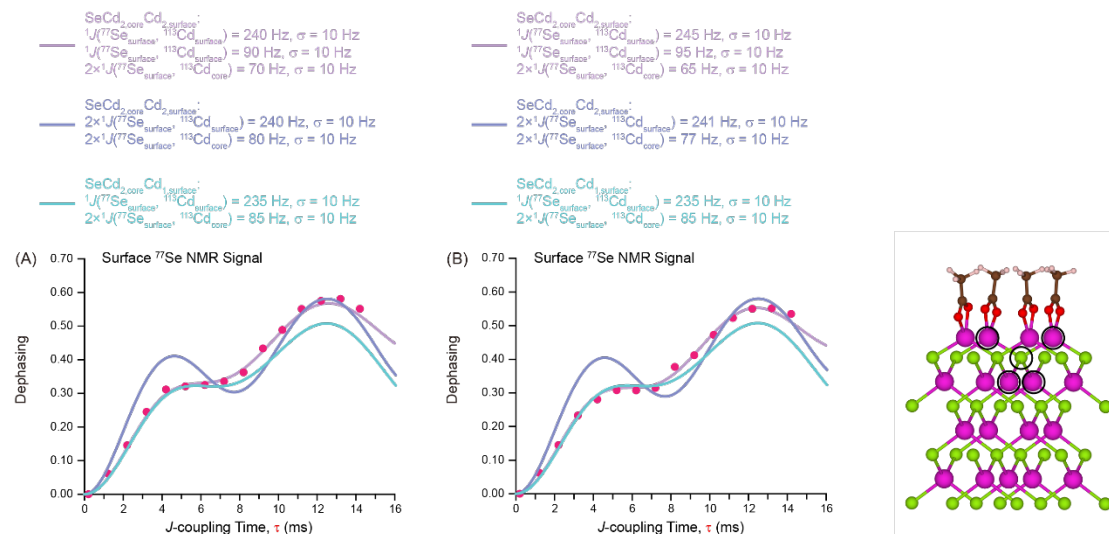 SeCd2,coreCd2,surface:
1J(77Sesurface, 113Cdsurface) = 240 Hz, σ = 10 Hz
1J(77Sesurface, 113Cdsurface) = 90 Hz, σ = 10 Hz
2×1J(77Sesurface, 113Cdcore) = 70 Hz, σ = 10 Hz
SeCd2,coreCd2,surface:
2×1J(77Sesurface, 113Cdsurface) = 240 Hz, σ = 10 Hz
2×1J(77Sesurface, 113Cdcore) = 80 Hz, σ = 10 Hz
SeCd2,coreCd1,surface:
1J(77Sesurface, 113Cdsurface) = 235 Hz, σ = 10 Hz
2×1J(77Sesurface, 113Cdcore) = 85 Hz, σ = 10 Hz
SeCd2,coreCd2,surface:
1J(77Sesurface, 113Cdsurface) = 245 Hz, σ = 10 Hz
1J(77Sesurface, 113Cdsurface) = 95 Hz, σ = 10 Hz
2×1J(77Sesurface, 113Cdcore) = 65 Hz, σ = 10 Hz
SeCd2,coreCd2,surface:
2×1J(77Sesurface, 113Cdsurface) = 241 Hz, σ = 10 Hz
2×1J(77Sesurface, 113Cdcore) = 77 Hz, σ = 10 Hz
SeCd2,coreCd1,surface:
1J(77Sesurface, 113Cdsurface) = 235 Hz, σ = 10 Hz
2×1J(77Sesurface, 113Cdcore) = 85 Hz, σ = 10 Hz
(A) Surface 77Se NMR Signal
0.70
0.60
0.50
0.40
0.30
0.20
0.10
0.00
Dephasing
0 2 4 6 8 10 12 14 16
J-coupling Time, τ (ms)
(B) Surface 77Se NMR Signal
0.70
0.60
0.50
0.40
0.30
0.20
0.10
0.00
Dephasing
0 2 4 6 8 10 12 14 16
J-coupling Time, τ (ms)